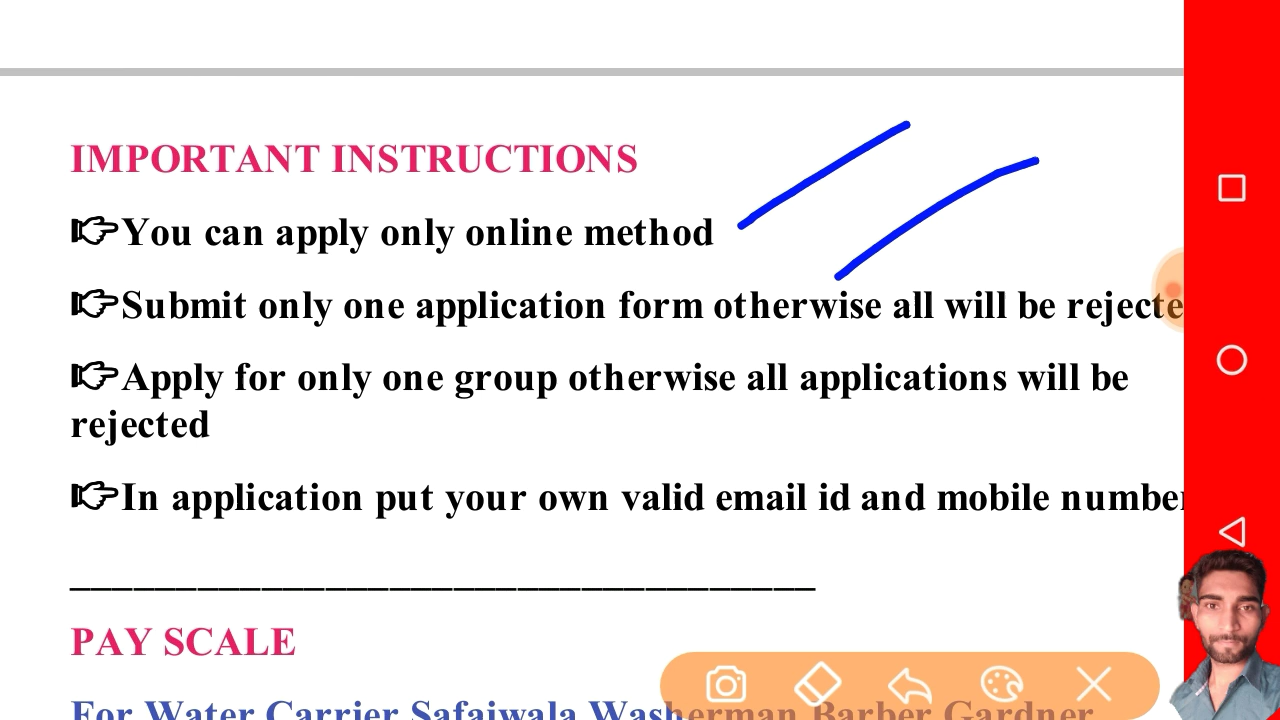 IMPORTANT INSTRUCTIONS
You can apply only online method
Submit only one application form otherwise all will be rejecte
Apply for only one group otherwise all applications will be
rejected
In application put your own valid email id and mobile number
PAY SCALE
For Water Carrier Safaiwala Washerman Barber Gardner